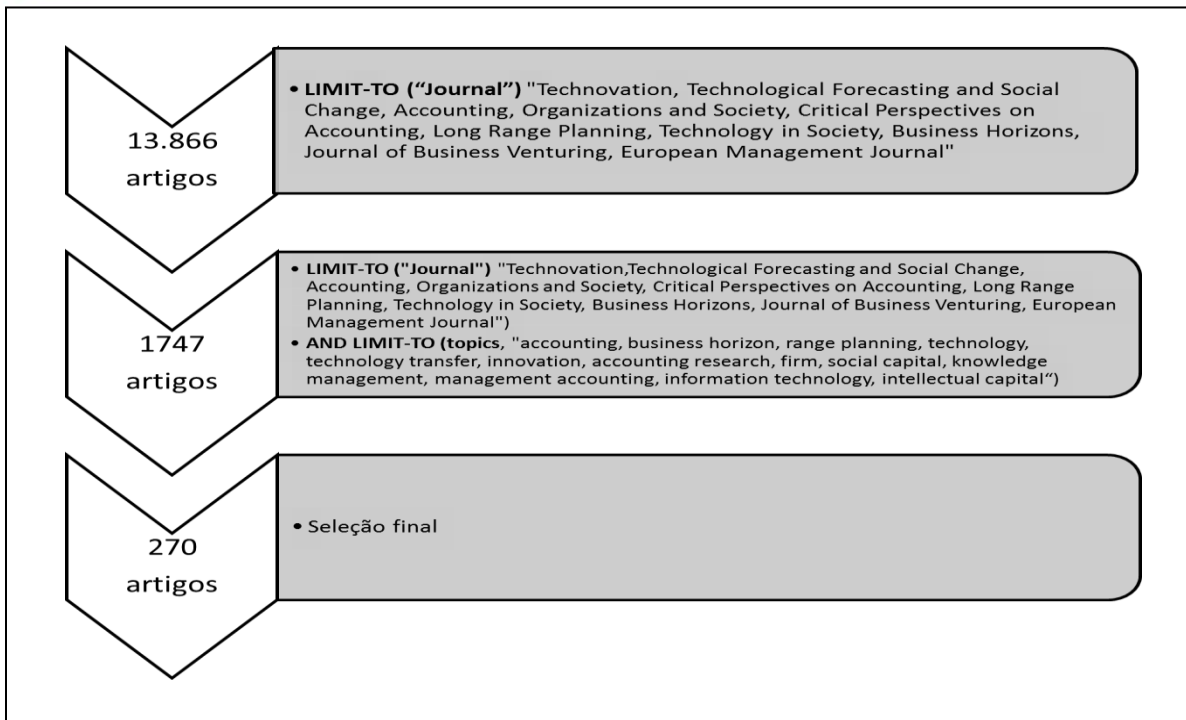 13.866
artigos
• LIMIT-TO (“Journal”) "Technovation, Technological Forecasting and Social
Change, Accounting, Organizations and Society, Critical Perspectives on
Accounting, Long Range Planning, Technology in Society, Business Horizons,
Journal of Business Venturing, European Management Journal"
1747
artigos
• LIMIT-TO ("Journal") "Technovation,Technological Forecasting and Social Change,
Accounting, Organizations and Society, Critical Perspectives on Accounting, Long Range
Planning, Technology in Society, Business Horizons, Journal of Business Venturing, European
Management Journal")
• AND LIMIT-TO (topics, "accounting, business horizon, range planning, technology,
technology transfer, innovation, accounting research, firm, social capital, knowledge
management, management accounting, information technology, intellectual capital“)
270
artigos
• Seleção final